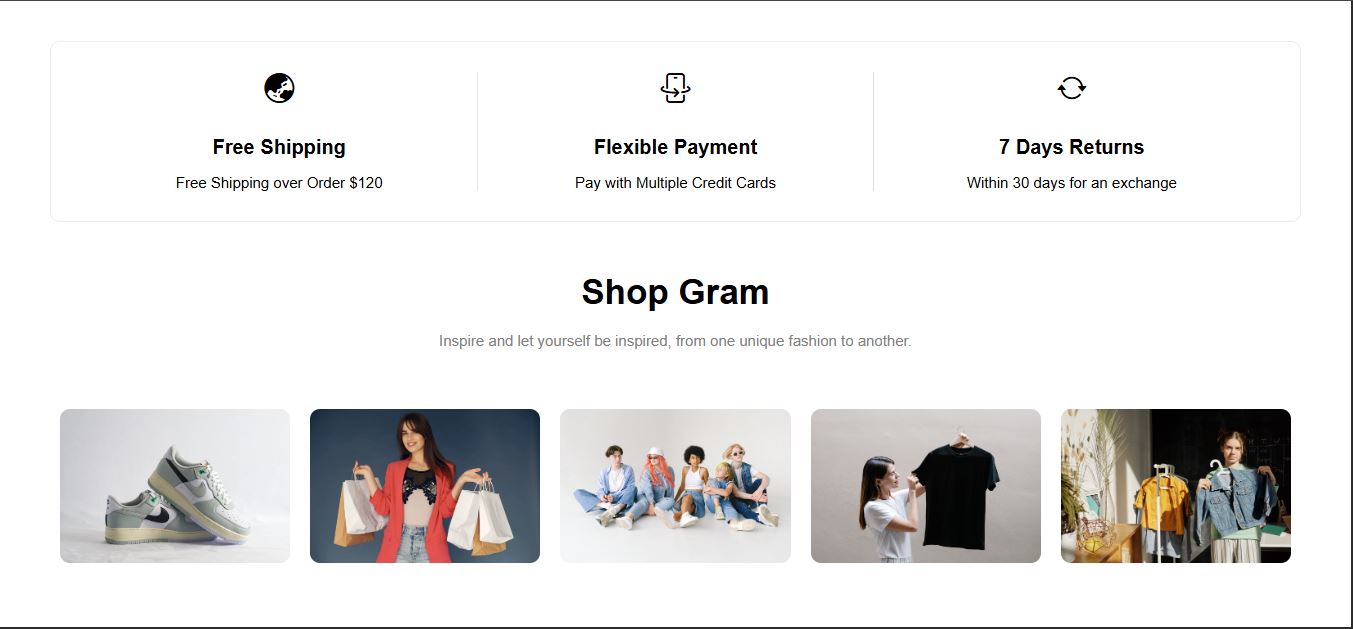 Free Shipping
Free Shipping over Order $120
Flexible Payment
Pay with Multiple Credit Cards
7 Days Returns
Within 30 days for an exchange
Shop Gram
Inspire and let yourself be inspired, from one unique fashion to another.